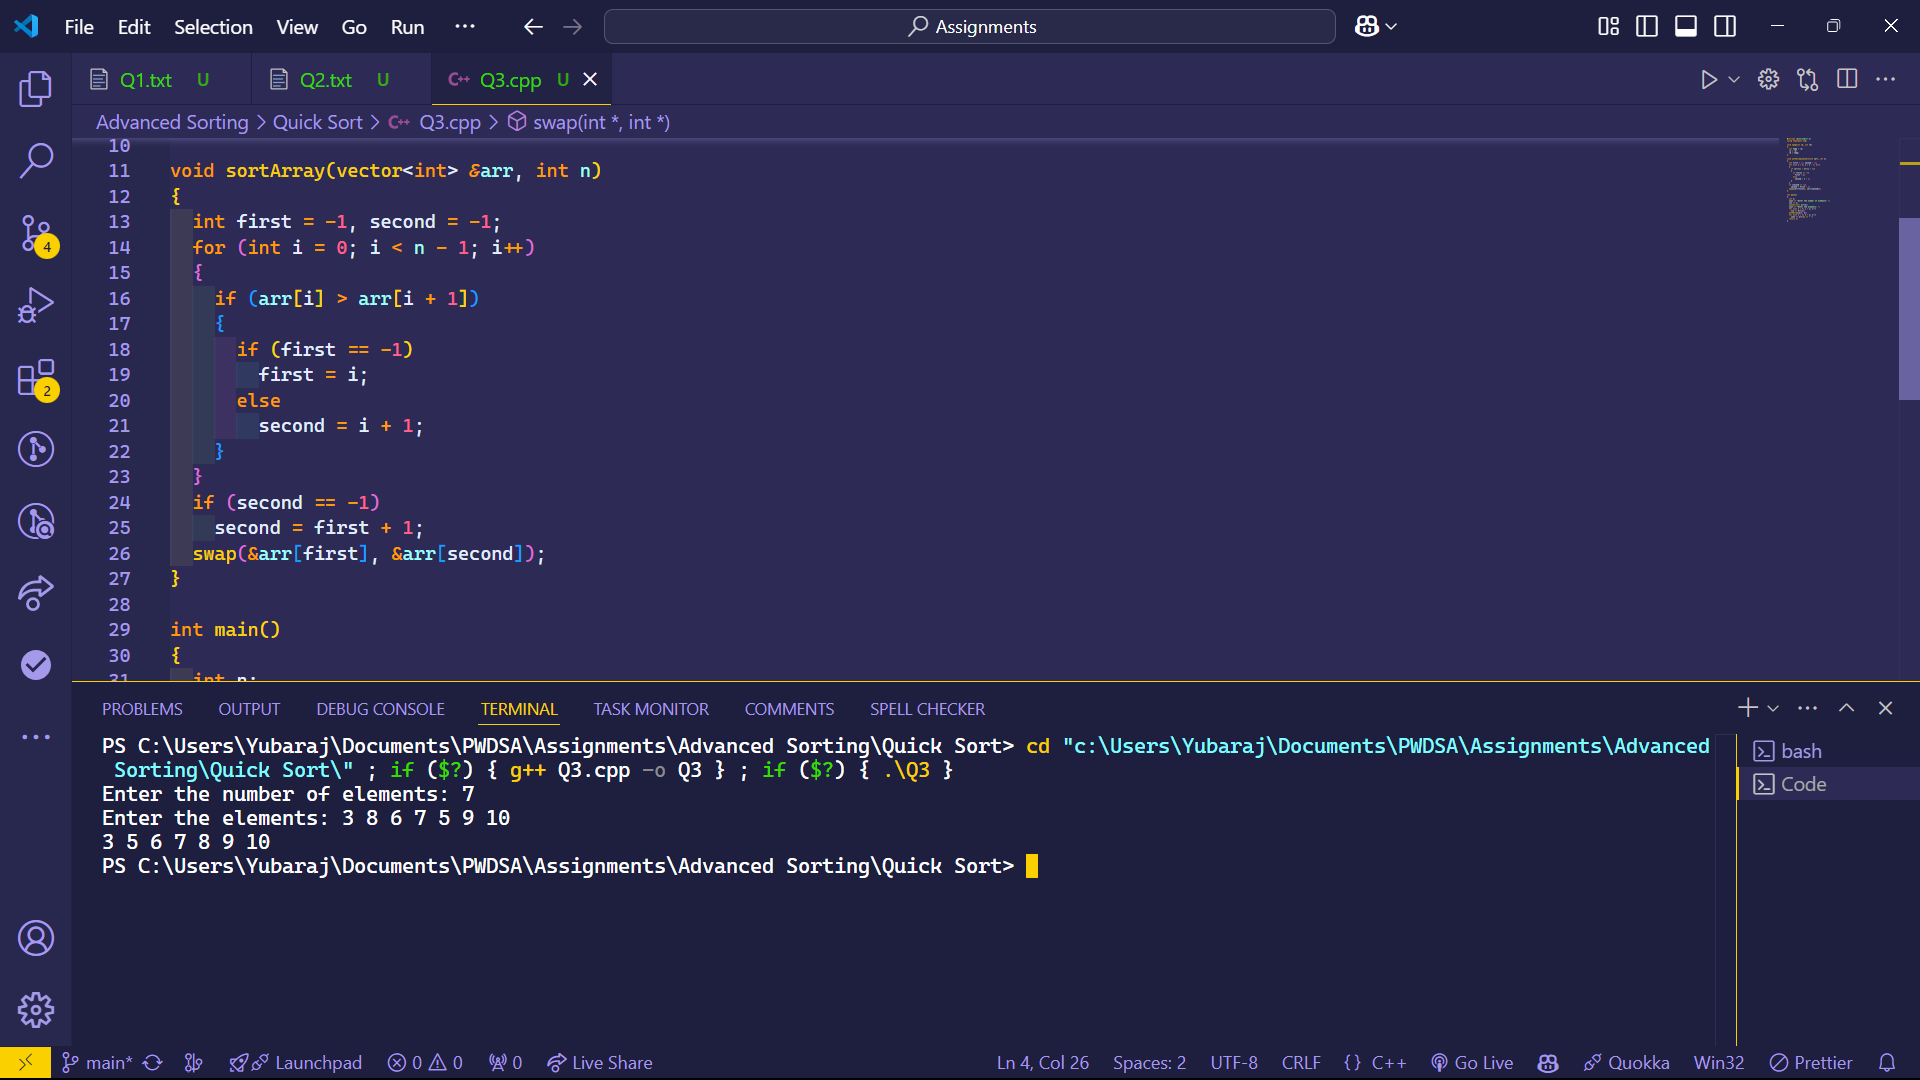 File Edit Selection View Go Run ··· Assignments
Q1.txt U Q2.txt U C++ Q3.cpp U
Advanced Sorting > Quick Sort > C++ Q3.cpp > swap(int *, int *)
10
11 void sortArray(vector<int> &arr, int n)
12 {
13 int first = -1, second = -1;
14 for (int i = 0; i < n - 1; i++)
15 {
16 if (arr[i] > arr[i + 1])
17 {
18 if (first == -1)
19 first = i;
20 else
21 second = i + 1;
22 }
23 }
24 if (second == -1)
25 second = first + 1;
26 swap(&arr[first], &arr[second]);
27 }
28
29 int main()
30 {
31 int n;
4
2
PROBLEMS OUTPUT DEBUG CONSOLE TERMINAL TASK MONITOR COMMENTS SPELL CHECKER
PS C:\Users\Yubaraj\Documents\PWDSA\Assignments\Advanced Sorting\Quick Sort> cd "c:\Users\Yubaraj\Documents\PWDSA\Assignments\Advanced
Sorting\Quick Sort\" ; if ($?) { g++ Q3.cpp -o Q3 } ; if ($?) { .\Q3 }
Enter the number of elements: 7
Enter the elements: 3 8 6 7 5 9 10
3 5 6 7 8 9 10
PS C:\Users\Yubaraj\Documents\PWDSA\Assignments\Advanced Sorting\Quick Sort>
bash
Code
main* Launchpad 0 0 0 Live Share Ln 4, Col 26 Spaces: 2 UTF-8 CRLF {} C++ Go Live Quokka Win32 Prettier